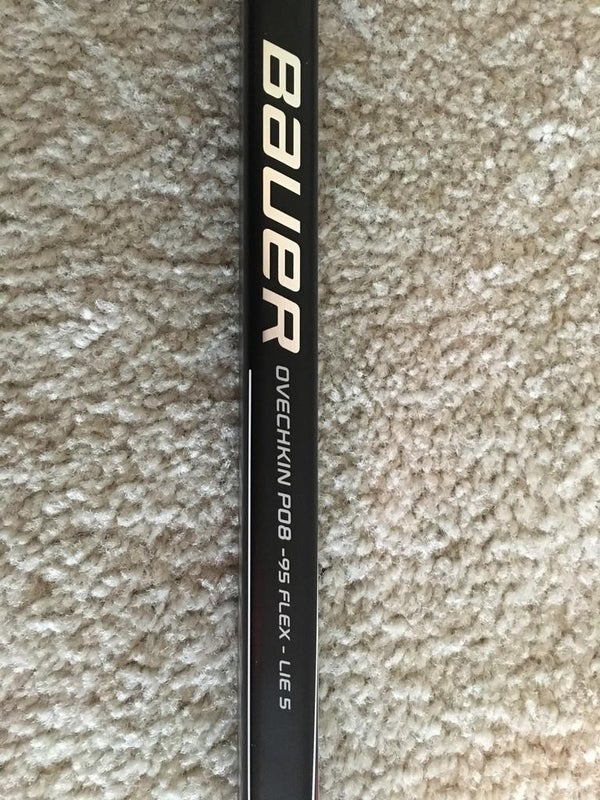 BAUER
OVECHKIN P08 -95 FLEX - LIE 5